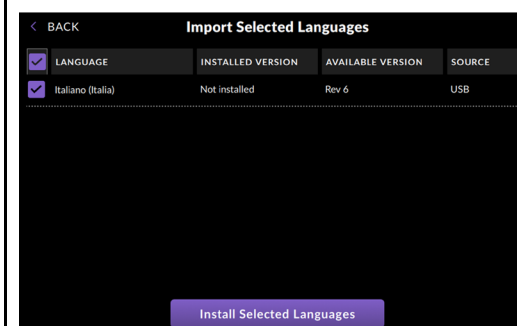 BACK
Import Selected Languages
LANGUAGE INSTALLED VERSION AVAILABLE VERSION SOURCE
Italiano (Italia) Not installed Rev 6 USB
Install Selected Languages